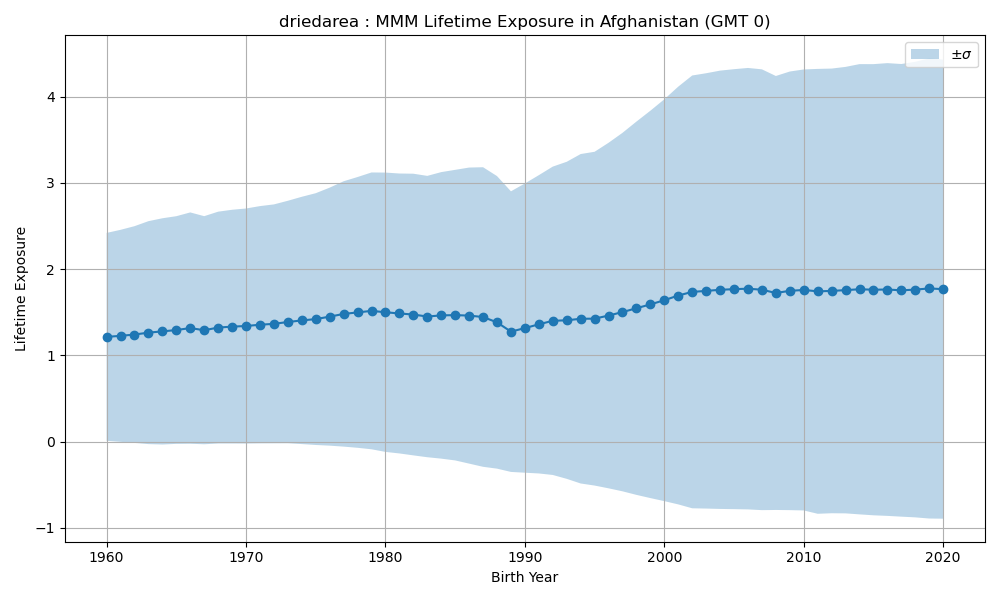 driedarea : MMM Lifetime Exposure in Afghanistan (GMT 0)
±σ
4
3
2
1
0
−1
Lifetime Exposure
1960 1970 1980 1990 2000 2010 2020
Birth Year